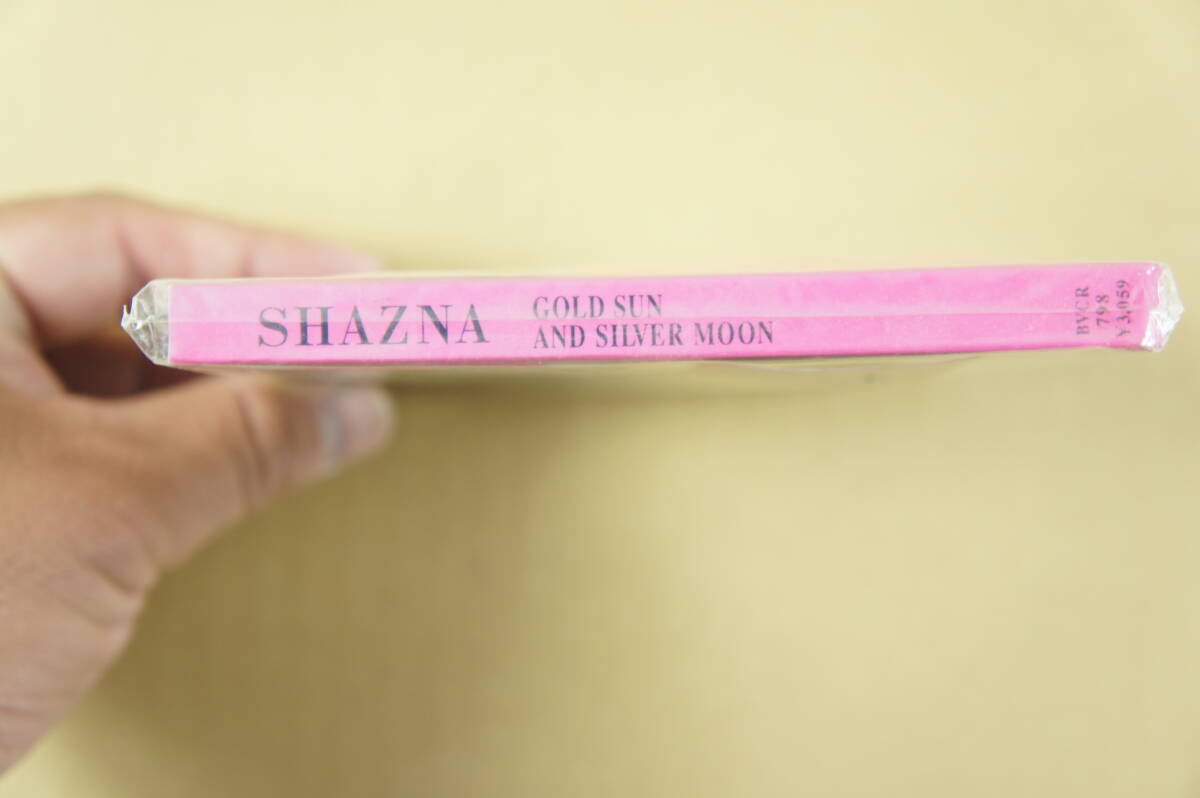 SHAZNA
GOLD SUN
AND SILVER MOON
BVCR
798
¥3,059